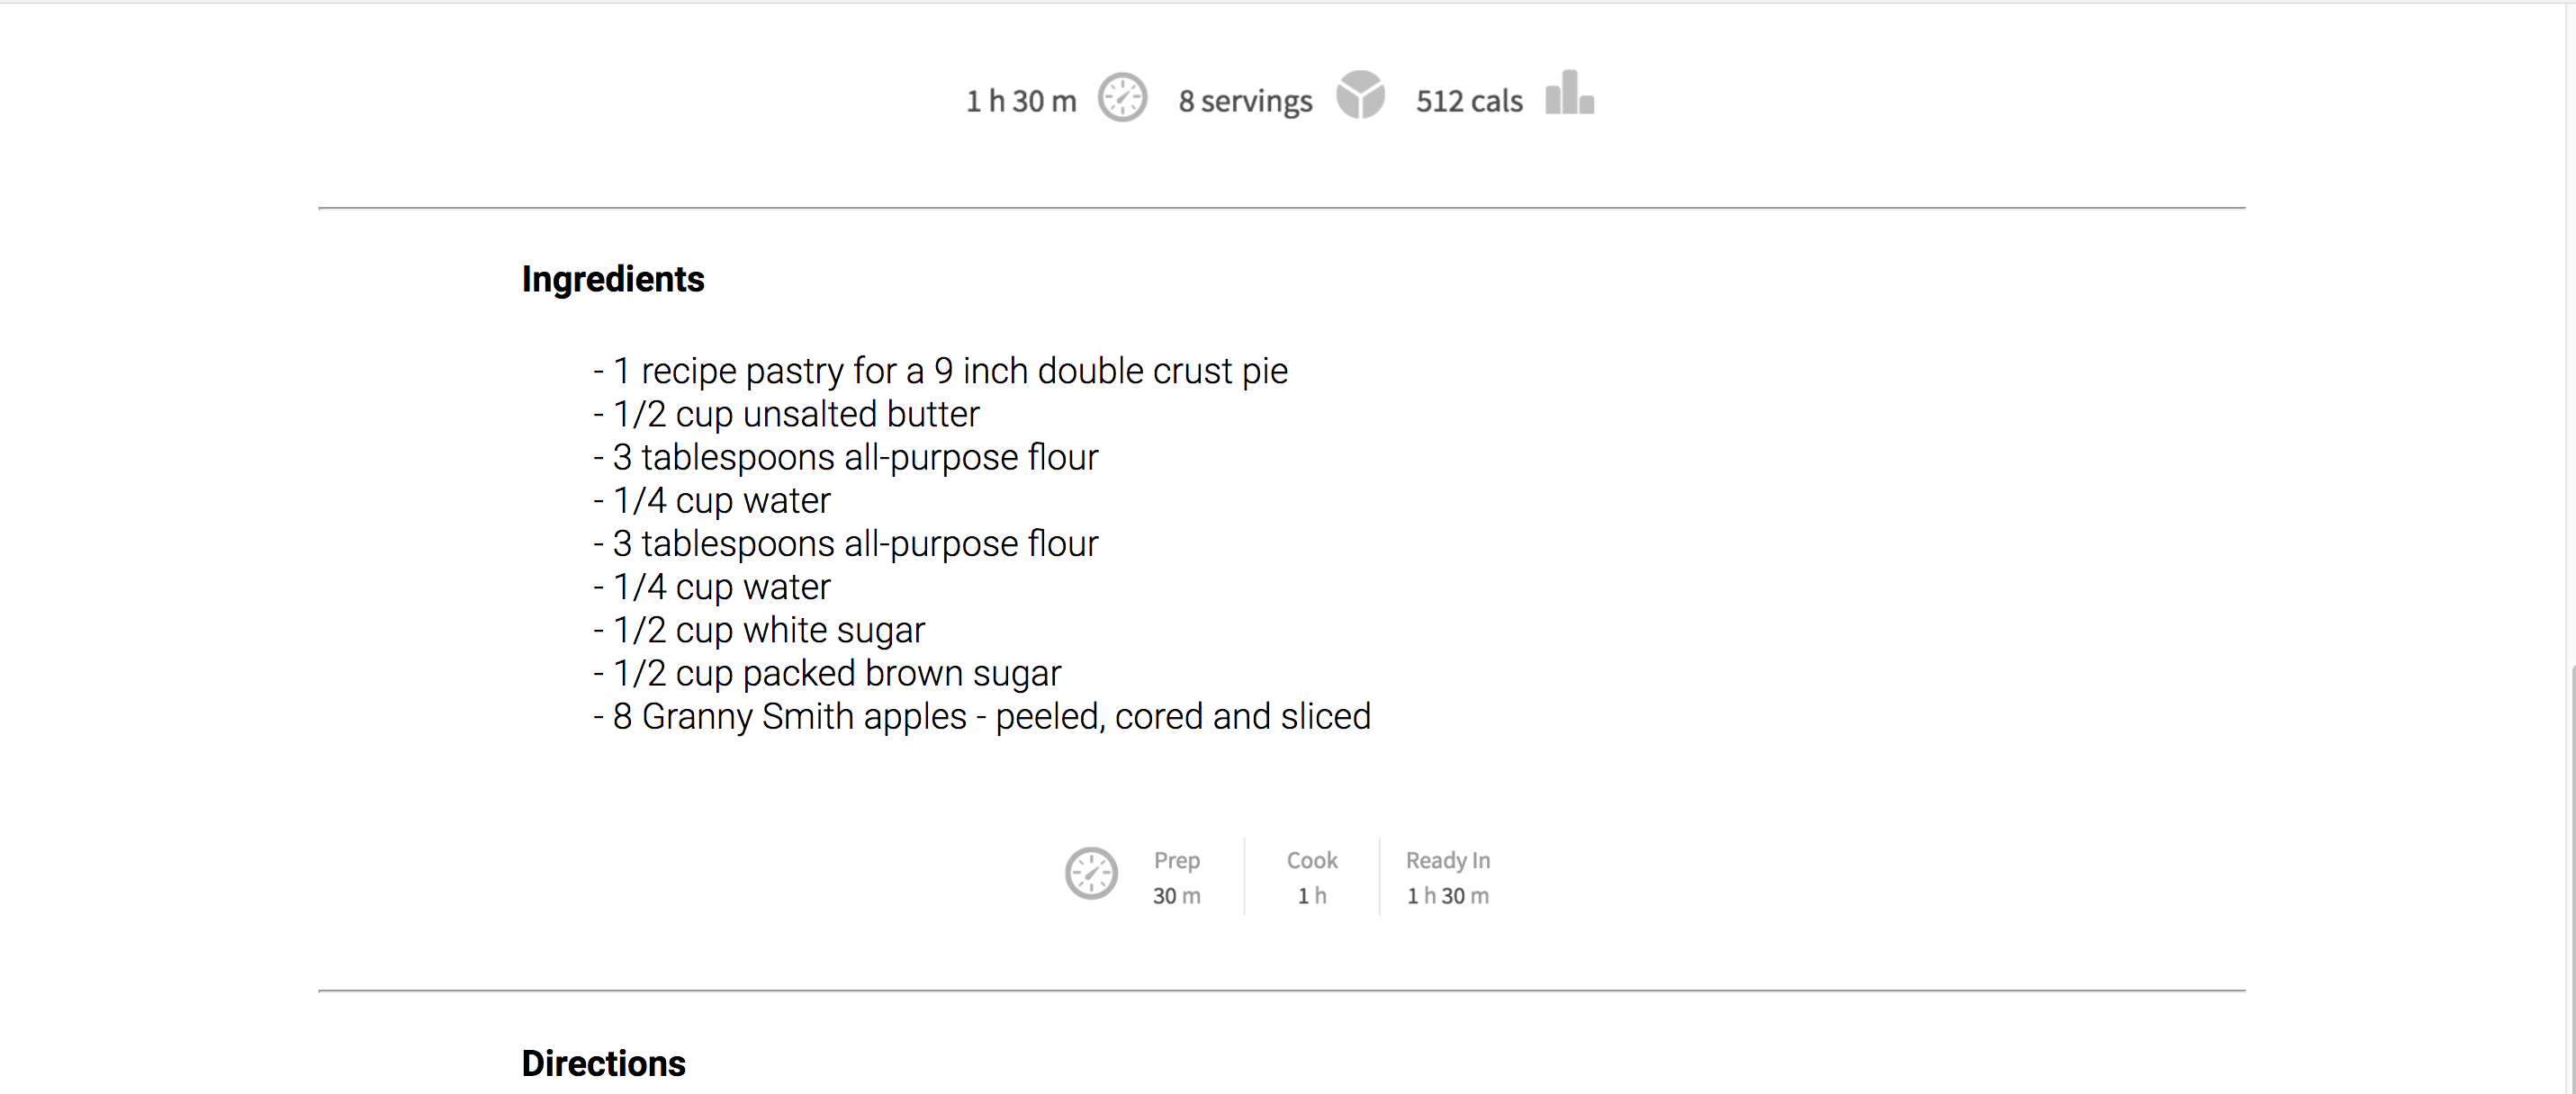 1 h 30 m 8 servings 512 cals
Ingredients
- 1 recipe pastry for a 9 inch double crust pie
- 1/2 cup unsalted butter
- 3 tablespoons all-purpose flour
- 1/4 cup water
- 3 tablespoons all-purpose flour
- 1/4 cup water
- 1/2 cup white sugar
- 1/2 cup packed brown sugar
- 8 Granny Smith apples - peeled, cored and sliced
Prep Cook Ready In
30 m 1 h 1 h 30 m
Directions